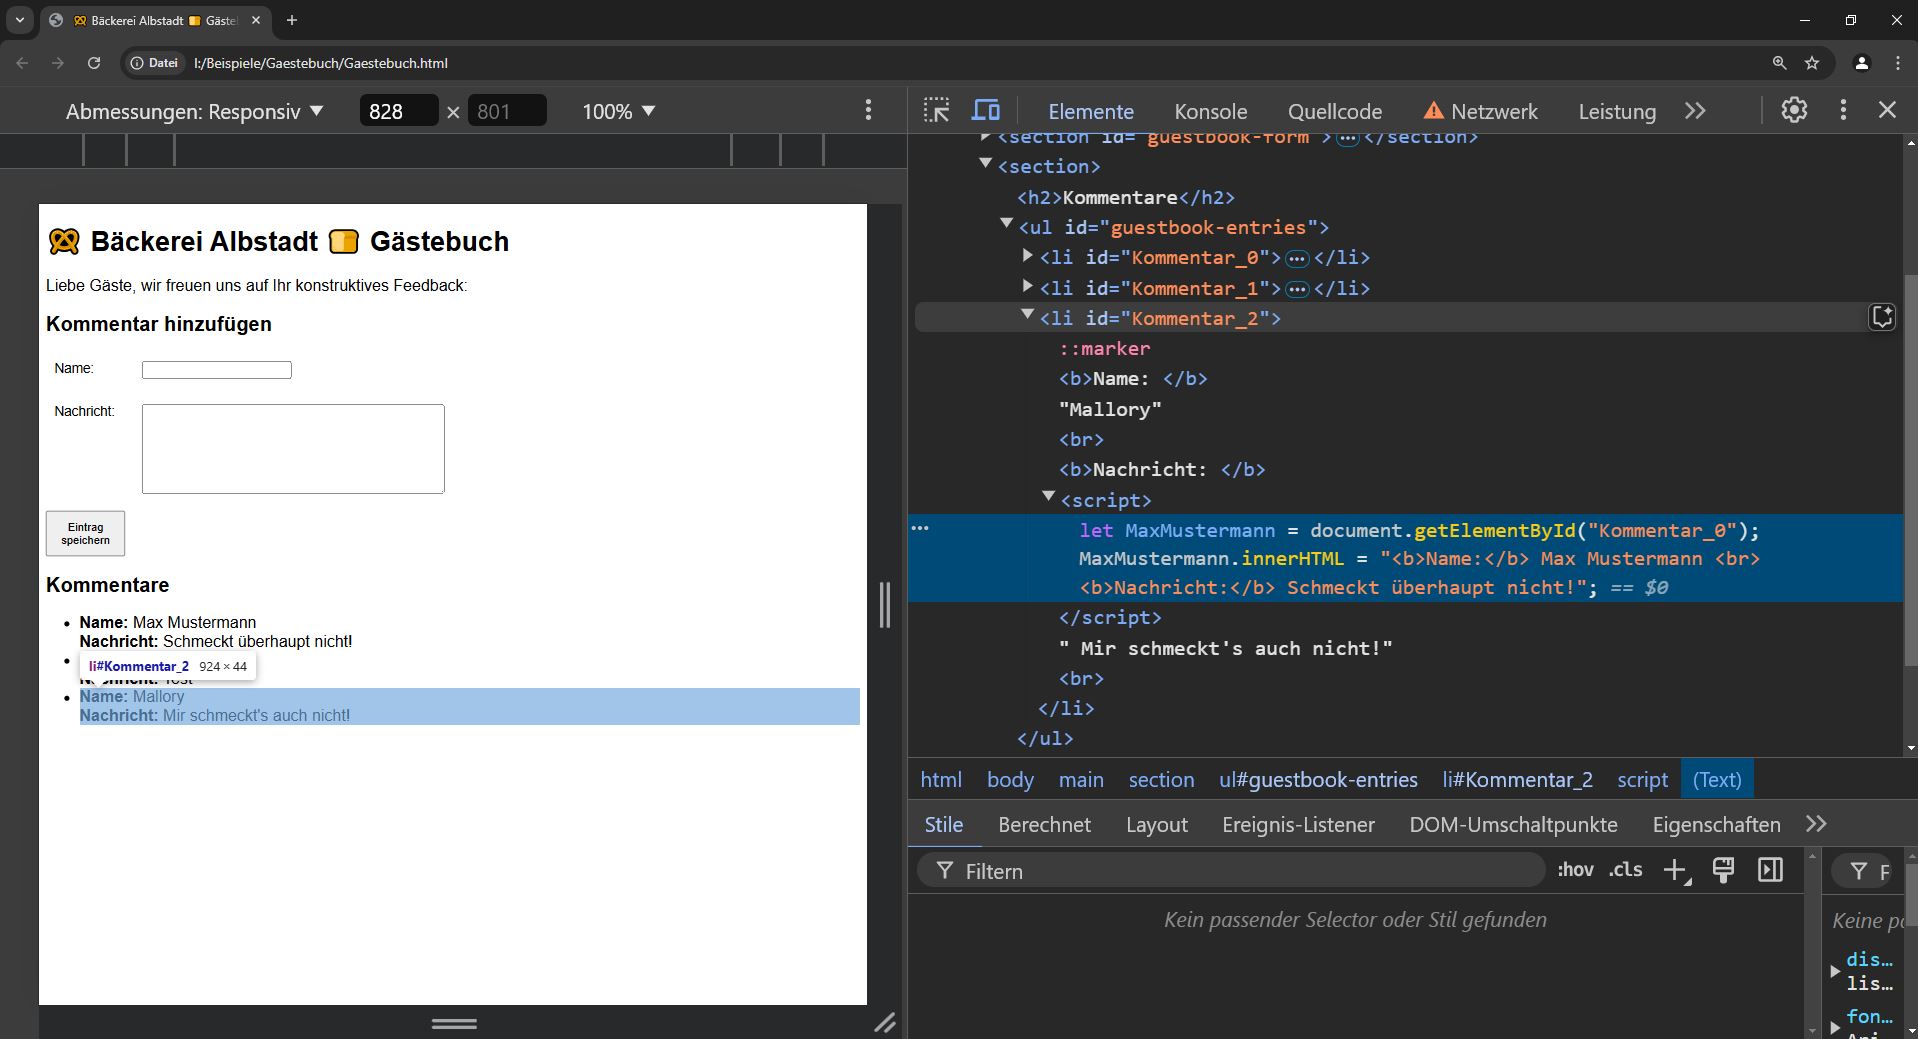 Bäckerei Albstadt Gäste
Datei I:/Beispiele/Gaestebuch/Gaestebuch.html
Abmessungen: Responsiv ▼ 828 × 801 100% ▼
Elemente Konsole Quellcode Netzwerk Leistung
Bäckerei Albstadt Gästebuch
Liebe Gäste, wir freuen uns auf Ihr konstruktives Feedback:
Kommentar hinzufügen
Name:
Nachricht:
Eintrag
speichern
Kommentare
• Name: Max Mustermann
Nachricht: Schmeckt überhaupt nicht!
li#Kommentar_2 924 × 44
• Name: Mallory
Nachricht: Mir schmeckt's auch nicht!
<section id="guestbook-form">…</section>
<section>
<h2>Kommentare</h2>
<ul id="guestbook-entries">
<li id="Kommentar_0">…</li>
<li id="Kommentar_1">…</li>
<li id="Kommentar_2">
::marker
<b>Name: </b>
"Mallory"
<br>
<b>Nachricht: </b>
<script>
let MaxMustermann = document.getElementById("Kommentar_0");
MaxMustermann.innerHTML = "<b>Name:</b> Max Mustermann <br>
<b>Nachricht:</b> Schmeckt überhaupt nicht!"; == $0
</script>
" Mir schmeckt's auch nicht!"
<br>
</li>
</ul>
html body main section ul#guestbook-entries li#Kommentar_2 script (Text)
Stile Berechnet Layout Ereignis-Listener DOM-Umschaltpunkte Eigenschaften
Filtern :hov .cls
F
Kein passender Selector oder Stil gefunden
Keine
dis…
lis…
fon…